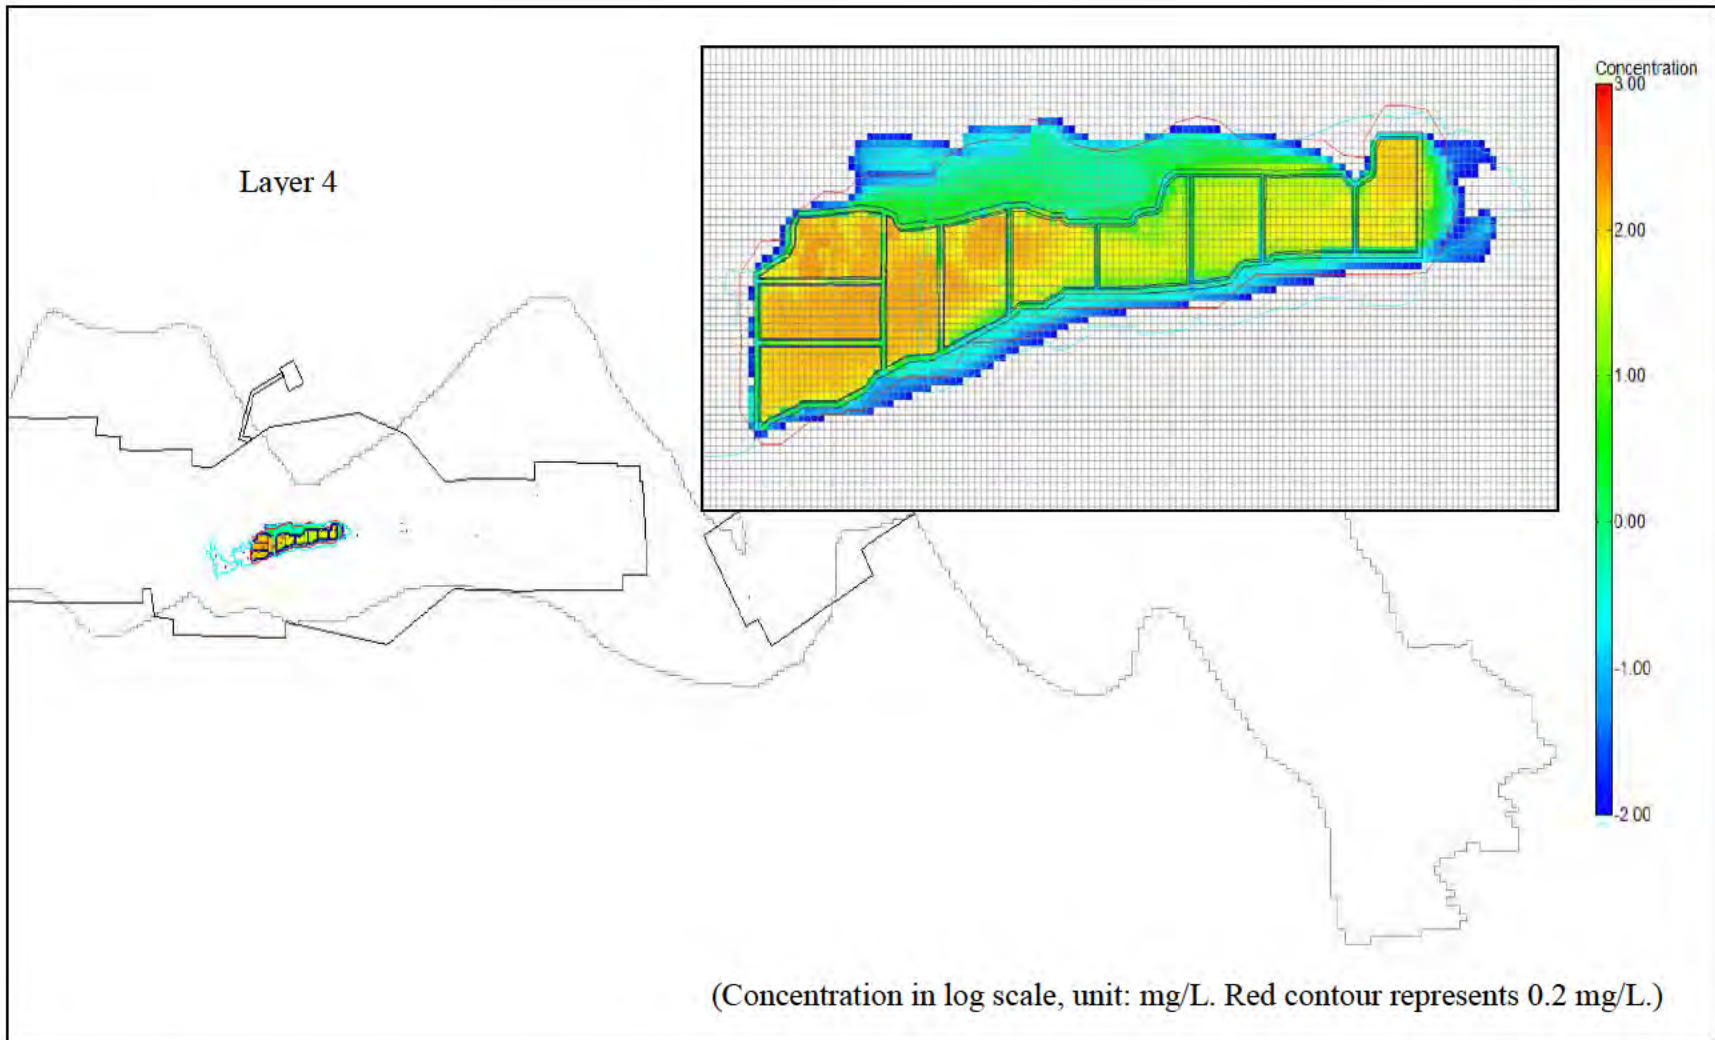 Concentration
3.00
Layer 4
2.00
1.00
0.00
-1.00
-2.00
(Concentration in log scale, unit: mg/L. Red contour represents 0.2 mg/L.)